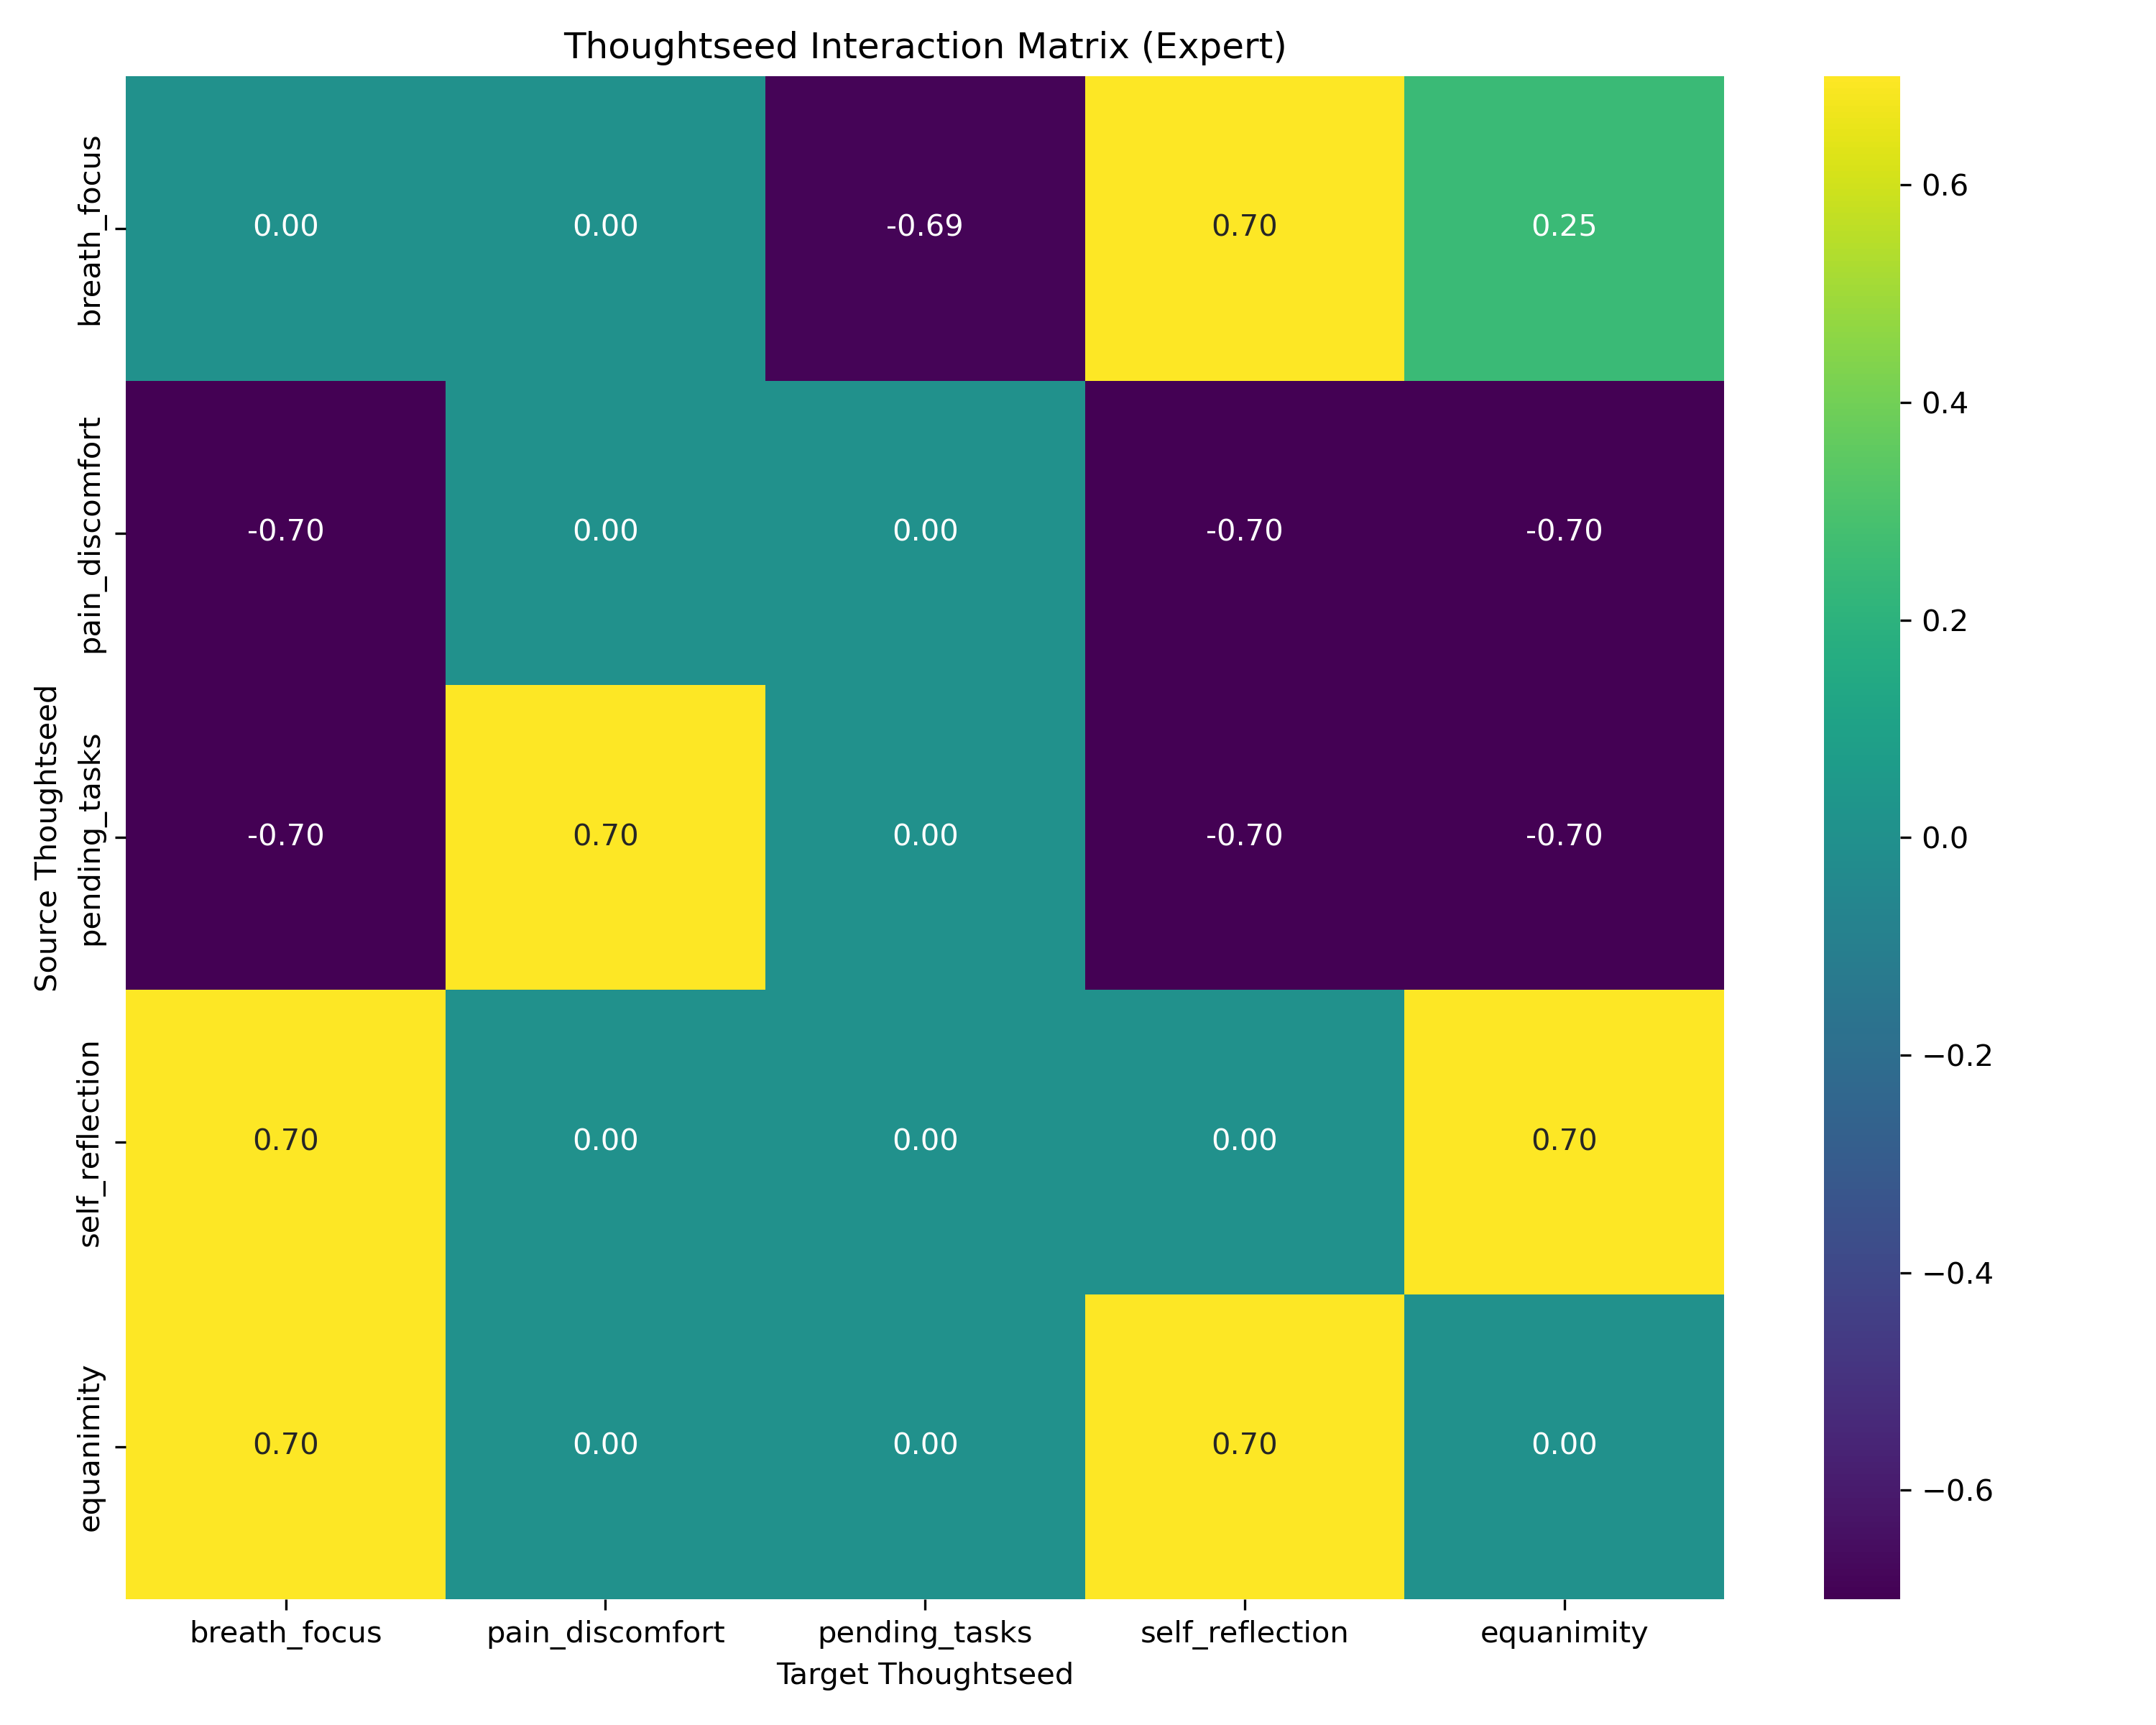 Thoughtseed Interaction Matrix (Expert)
Source Thoughtseed
breath_focus
0.00 0.00 -0.69 0.70 0.25
pain_discomfort
-0.70 0.00 0.00 -0.70 -0.70
pending_tasks
-0.70 0.70 0.00 -0.70 -0.70
self_reflection
0.70 0.00 0.00 0.00 0.70
equanimity
0.70 0.00 0.00 0.70 0.00
breath_focus pain_discomfort pending_tasks self_reflection equanimity
Target Thoughtseed
0.6
0.4
0.2
0.0
−0.2
−0.4
−0.6